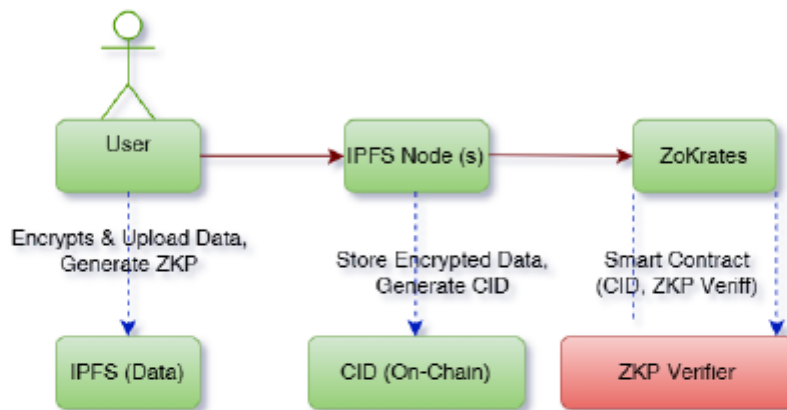 User
IPFS Node (s)
ZoKrates
Encrypts & Upload Data,
Generate ZKP
Store Encrypted Data,
Generate CID
Smart Contract
(CID, ZKP Veriff)
IPFS (Data)
CID (On-Chain)
ZKP Verifier